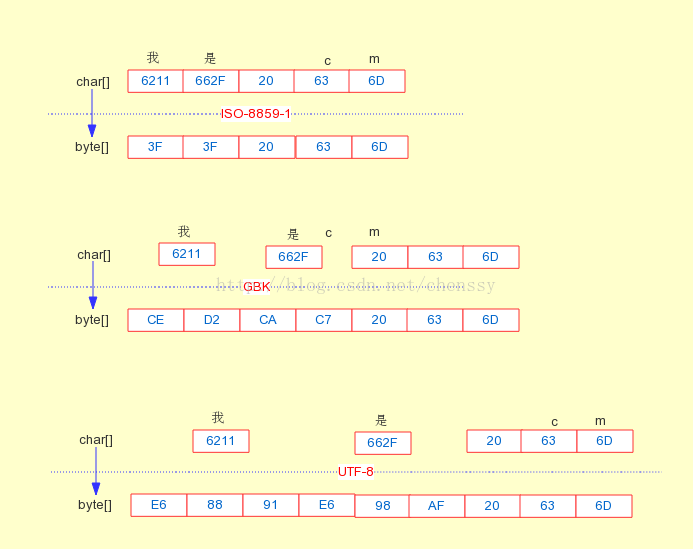 我 是 c m
char[] 6211 662F 20 63 6D
ISO-8859-1
byte[] 3F 3F 20 63 6D
我 是 c m
char[] 6211 662F 20 63 6D
http://blog.csdn.net/chenssy
GBK
byte[] CE D2 CA C7 20 63 6D
我 是 c m
char[] 6211 662F 20 63 6D
UTF-8
byte[] E6 88 91 E6 98 AF 20 63 6D